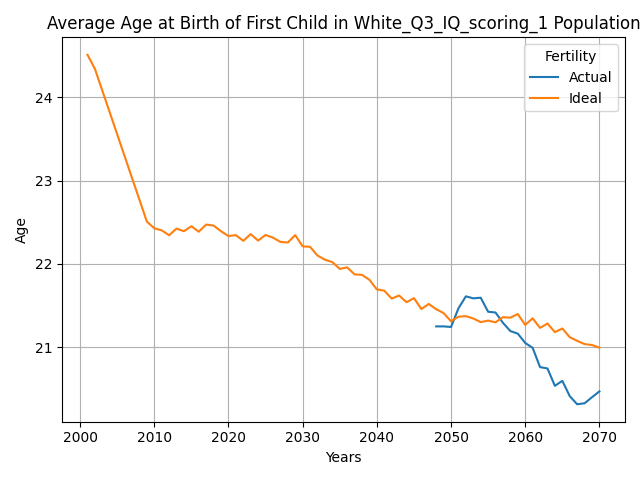 Average Age at Birth of First Child in White_Q3_IQ_scoring_1 Population
Fertility
Actual
Ideal
Age
24
23
22
21
2000 2010 2020 2030 2040 2050 2060 2070
Years